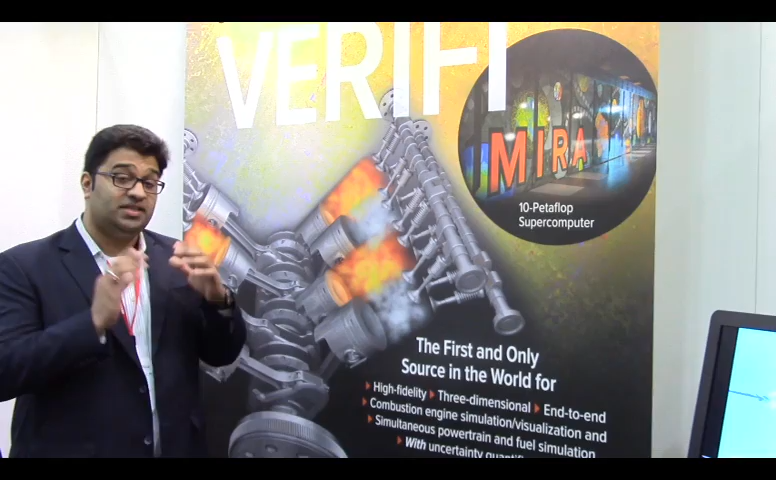 VERIFI
MIRA
10-Petaflop
Supercomputer
The First and Only
Source in the World for
High-fidelity Three-dimensional End-to-end
Combustion engine simulation/visualization and
Simultaneous powertrain and fuel simulation
With uncertainty